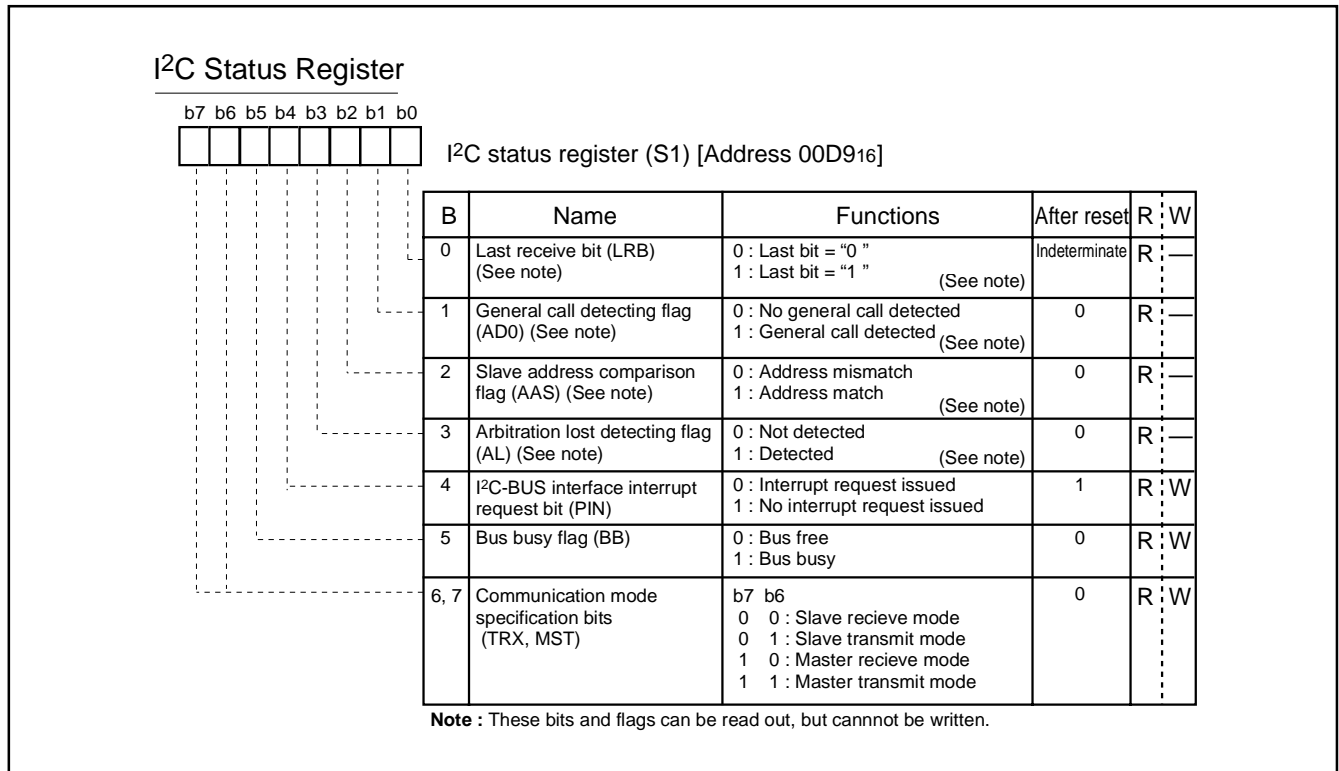 I2C Status Register
b7 b6 b5 b4 b3 b2 b1 b0
I2C status register (S1) [Address 00D916]
B Name Functions After reset R W
0 Last receive bit (LRB) 0 : Last bit = “0 ” Indeterminate R —
(See note) 1 : Last bit = “1 ” (See note)
1 General call detecting flag 0 : No general call detected 0 R —
(AD0) (See note) 1 : General call detected (See note)
2 Slave address comparison 0 : Address mismatch 0 R —
flag (AAS) (See note) 1 : Address match (See note)
3 Arbitration lost detecting flag 0 : Not detected 0 R —
(AL) (See note) 1 : Detected (See note)
4 I2C-BUS interface interrupt 0 : Interrupt request issued 1 R W
request bit (PIN) 1 : No interrupt request issued
5 Bus busy flag (BB) 0 : Bus free 0 R W
1 : Bus busy
6, 7 Communication mode b7 b6 0 R W
specification bits 0 0 : Slave recieve mode
(TRX, MST) 0 1 : Slave transmit mode
1 0 : Master recieve mode
1 1 : Master transmit mode
Note : These bits and flags can be read out, but cannnot be written.